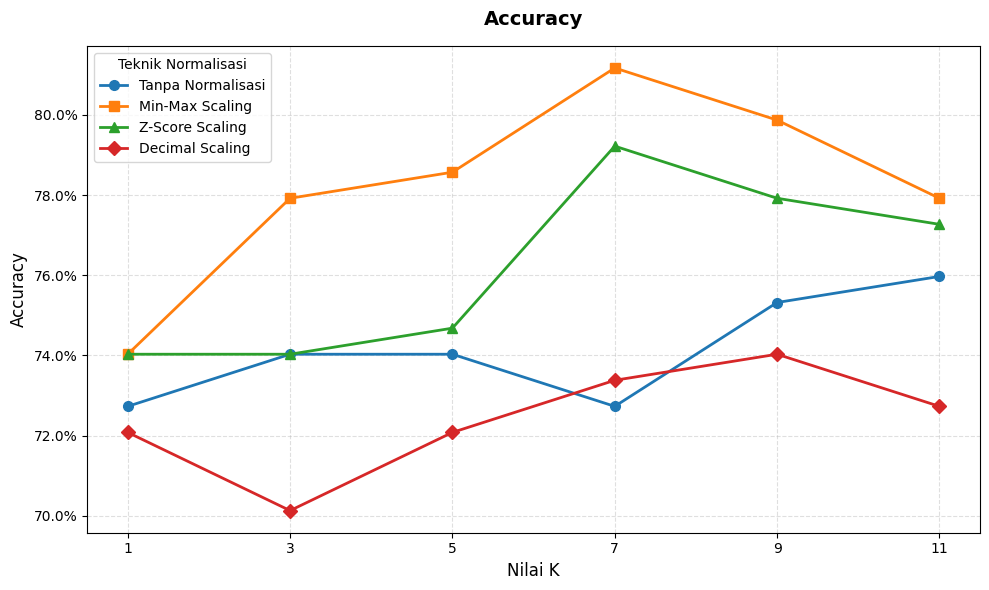 Accuracy
Teknik Normalisasi
Tanpa Normalisasi
Min-Max Scaling
Z-Score Scaling
Decimal Scaling
80.0%
78.0%
76.0%
74.0%
72.0%
70.0%
Accuracy
1 3 5 7 9 11
Nilai K